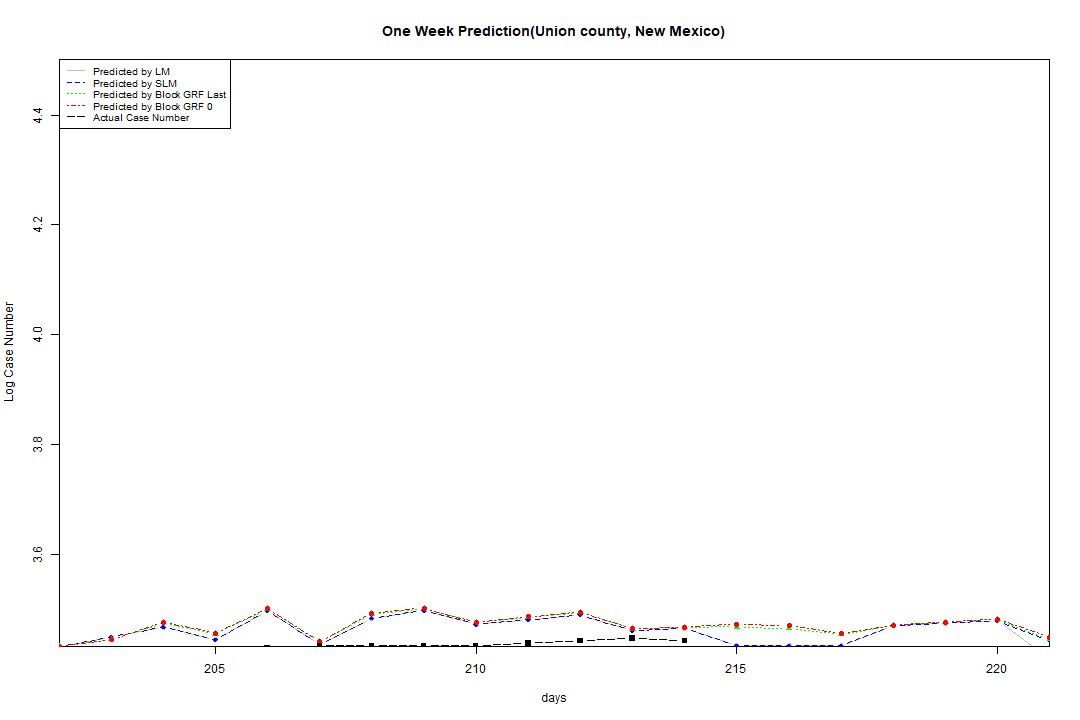 One Week Prediction(Union county, New Mexico)
Predicted by LM
Predicted by SLM
Predicted by Block GRF Last
Predicted by Block GRF 0
Actual Case Number
4.4
4.2
4.0
3.8
3.6
Log Case Number
205 210 215 220
days